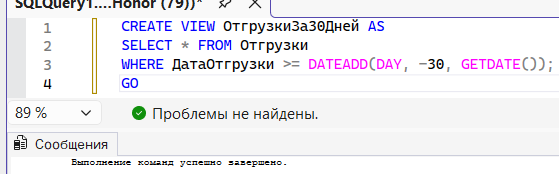 SQLQuery1....Honor (79))*
1 CREATE VIEW ОтгрузкиЗа30Дней AS
2 SELECT * FROM Отгрузки
3 WHERE ДатаОтгрузки >= DATEADD(DAY, -30, GETDATE());
4 GO
89 % Проблемы не найдены.
Сообщения
Выполнение команд успешно завершено.